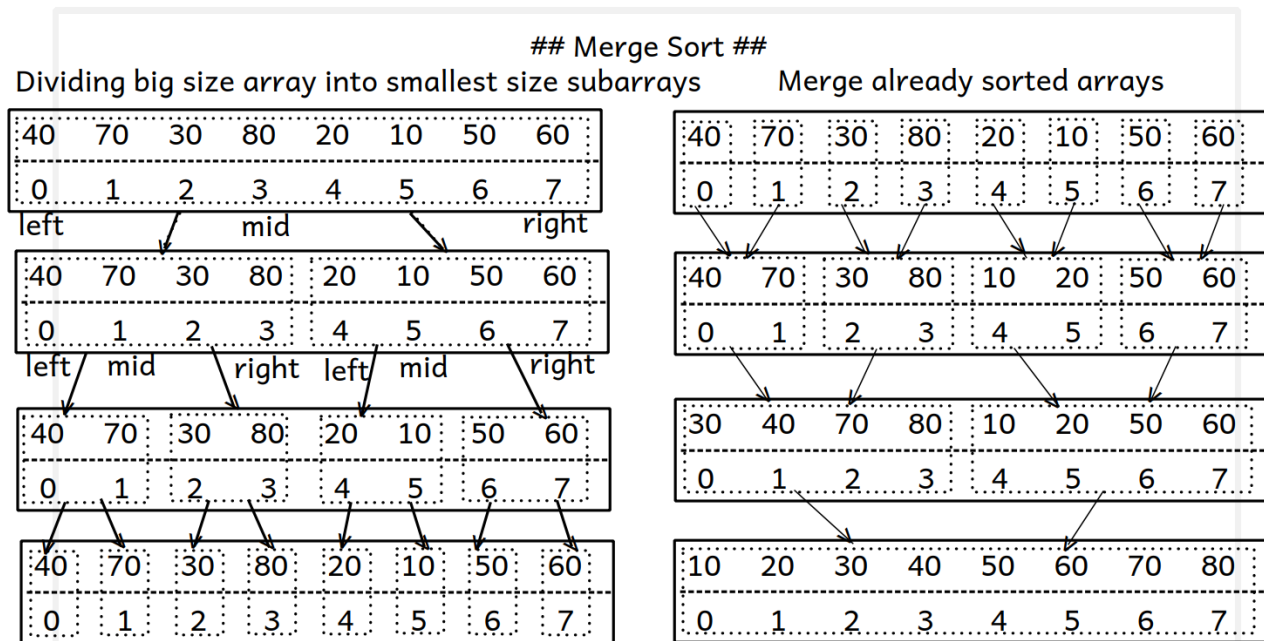 ## Merge Sort ##
Dividing big size array into smallest size subarrays
40 70 30 80 20 10 50 60
0 1 2 3 4 5 6 7
left mid right
40 70 30 80 20 10 50 60
0 1 2 3 4 5 6 7
left mid right left mid right
40 70 30 80 20 10 50 60
0 1 2 3 4 5 6 7
40 70 30 80 20 10 50 60
0 1 2 3 4 5 6 7
Merge already sorted arrays
40 70 30 80 20 10 50 60
0 1 2 3 4 5 6 7
40 70 30 80 10 20 50 60
0 1 2 3 4 5 6 7
30 40 70 80 10 20 50 60
0 1 2 3 4 5 6 7
10 20 30 40 50 60 70 80
0 1 2 3 4 5 6 7